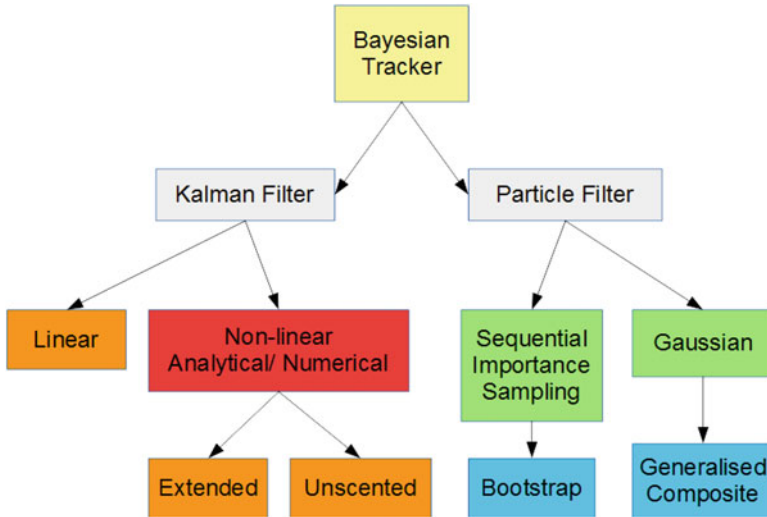 Bayesian
Tracker
Kalman Filter
Particle Filter
Linear
Non-linear
Analytical/ Numerical
Sequential
Importance
Sampling
Gaussian
Extended
Unscented
Bootstrap
Generalised
Composite